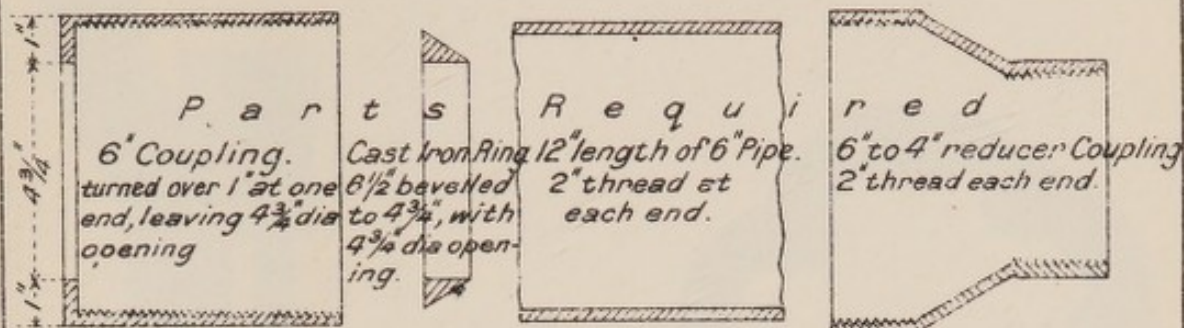 Parts Required
6" Coupling.
turned over 1" at one
end, leaving 4¾" dia
opening
Cast Iron Ring
6½" bevelled
to 4¾", with
4¾" dia open-
ing.
12" length of 6" Pipe.
2" thread at
each end.
6" to 4" reducer Coupling
2" thread each end.
1"
4¾"
1"